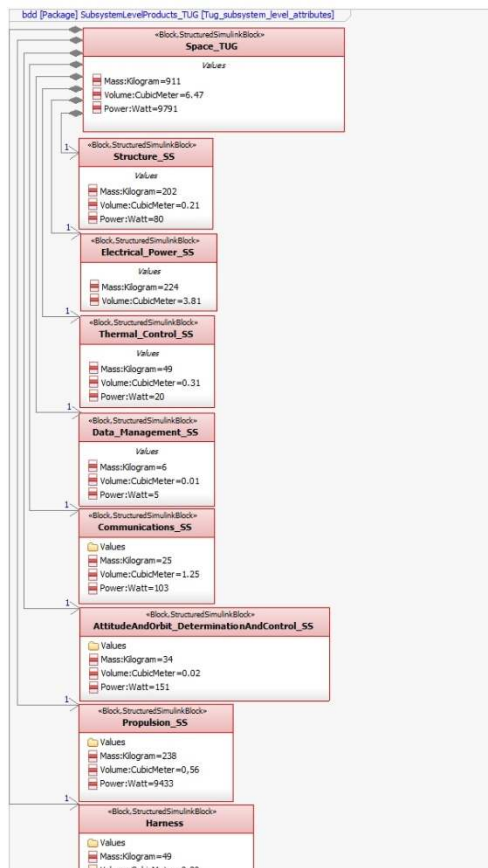 bdd [Package] SubsystemLevelProducts_TUG [Tug_subsystem_level_attributes]
«Block,StructuredSimulinkBlock»
Space_TUG
Values
Mass:Kilogram=911
Volume:CubicMeter=6.47
Power:Watt=9791
1
«Block,StructuredSimulinkBlock»
Structure_SS
Values
Mass:Kilogram=202
Volume:CubicMeter=0.21
Power:Watt=80
1
«Block,StructuredSimulinkBlock»
Electrical_Power_SS
Values
Mass:Kilogram=224
Volume:CubicMeter=3.81
1
«Block,StructuredSimulinkBlock»
Thermal_Control_SS
Values
Mass:Kilogram=49
Volume:CubicMeter=0.31
Power:Watt=20
1
«Block,StructuredSimulinkBlock»
Data_Management_SS
Values
Mass:Kilogram=6
Volume:CubicMeter=0.01
Power:Watt=5
1
«Block,StructuredSimulinkBlock»
Communications_SS
Values
Mass:Kilogram=25
Volume:CubicMeter=1.25
Power:Watt=103
1
«Block,StructuredSimulinkBlock»
AttitudeAndOrbit_DeterminationAndControl_SS
Values
Mass:Kilogram=34
Volume:CubicMeter=0.02
Power:Watt=151
1
«Block,StructuredSimulinkBlock»
Propulsion_SS
Values
Mass:Kilogram=238
Volume:CubicMeter=0,56
Power:Watt=9433
1
«Block,StructuredSimulinkBlock»
Harness
Values
Mass:Kilogram=49